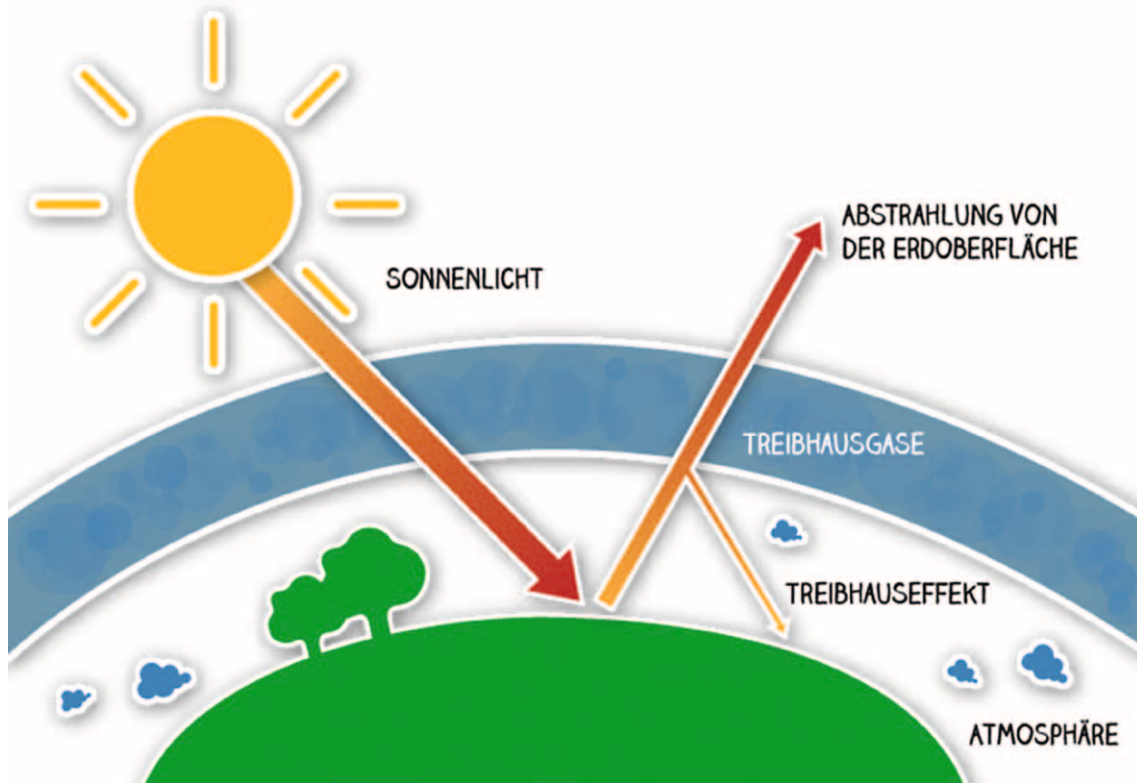 SONNENLICHT
ABSTRAHLUNG VON
DER ERDOBERFLÄCHE
TREIBHAUSGASE
TREIBHAUSEFFEKT
ATMOSPHÄRE